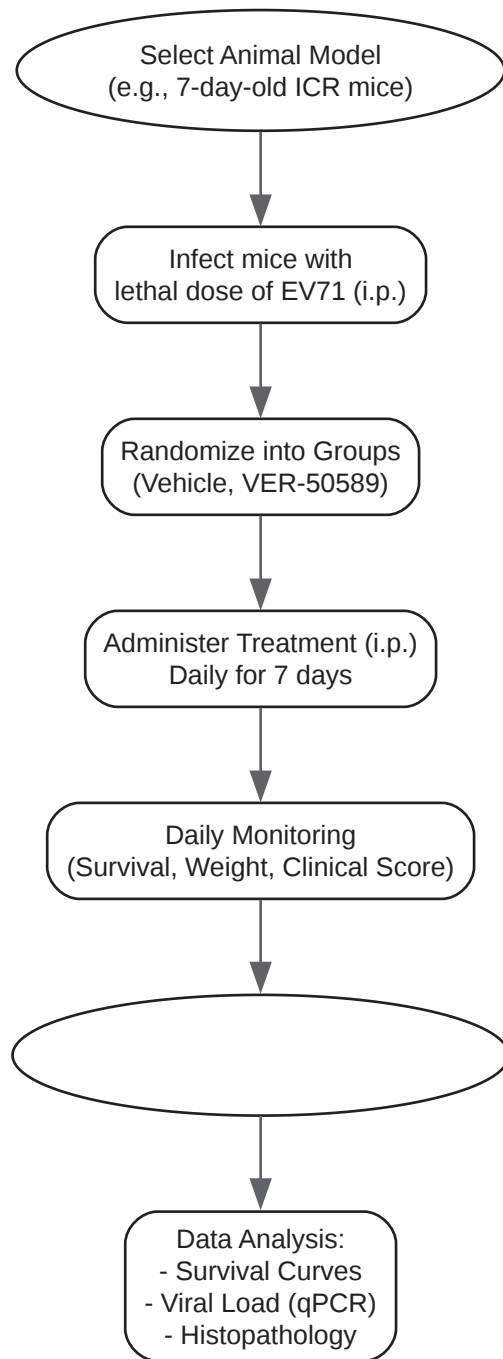 Select Animal Model
(e.g., 7-day-old ICR mice)
Infect mice with
lethal dose of EV71 (i.p.)
Randomize into Groups
(Vehicle, VER-50589)
Administer Treatment (i.p.)
Daily for 7 days
Daily Monitoring
(Survival, Weight, Clinical Score)
Data Analysis:
- Survival Curves
- Viral Load (qPCR)
- Histopathology